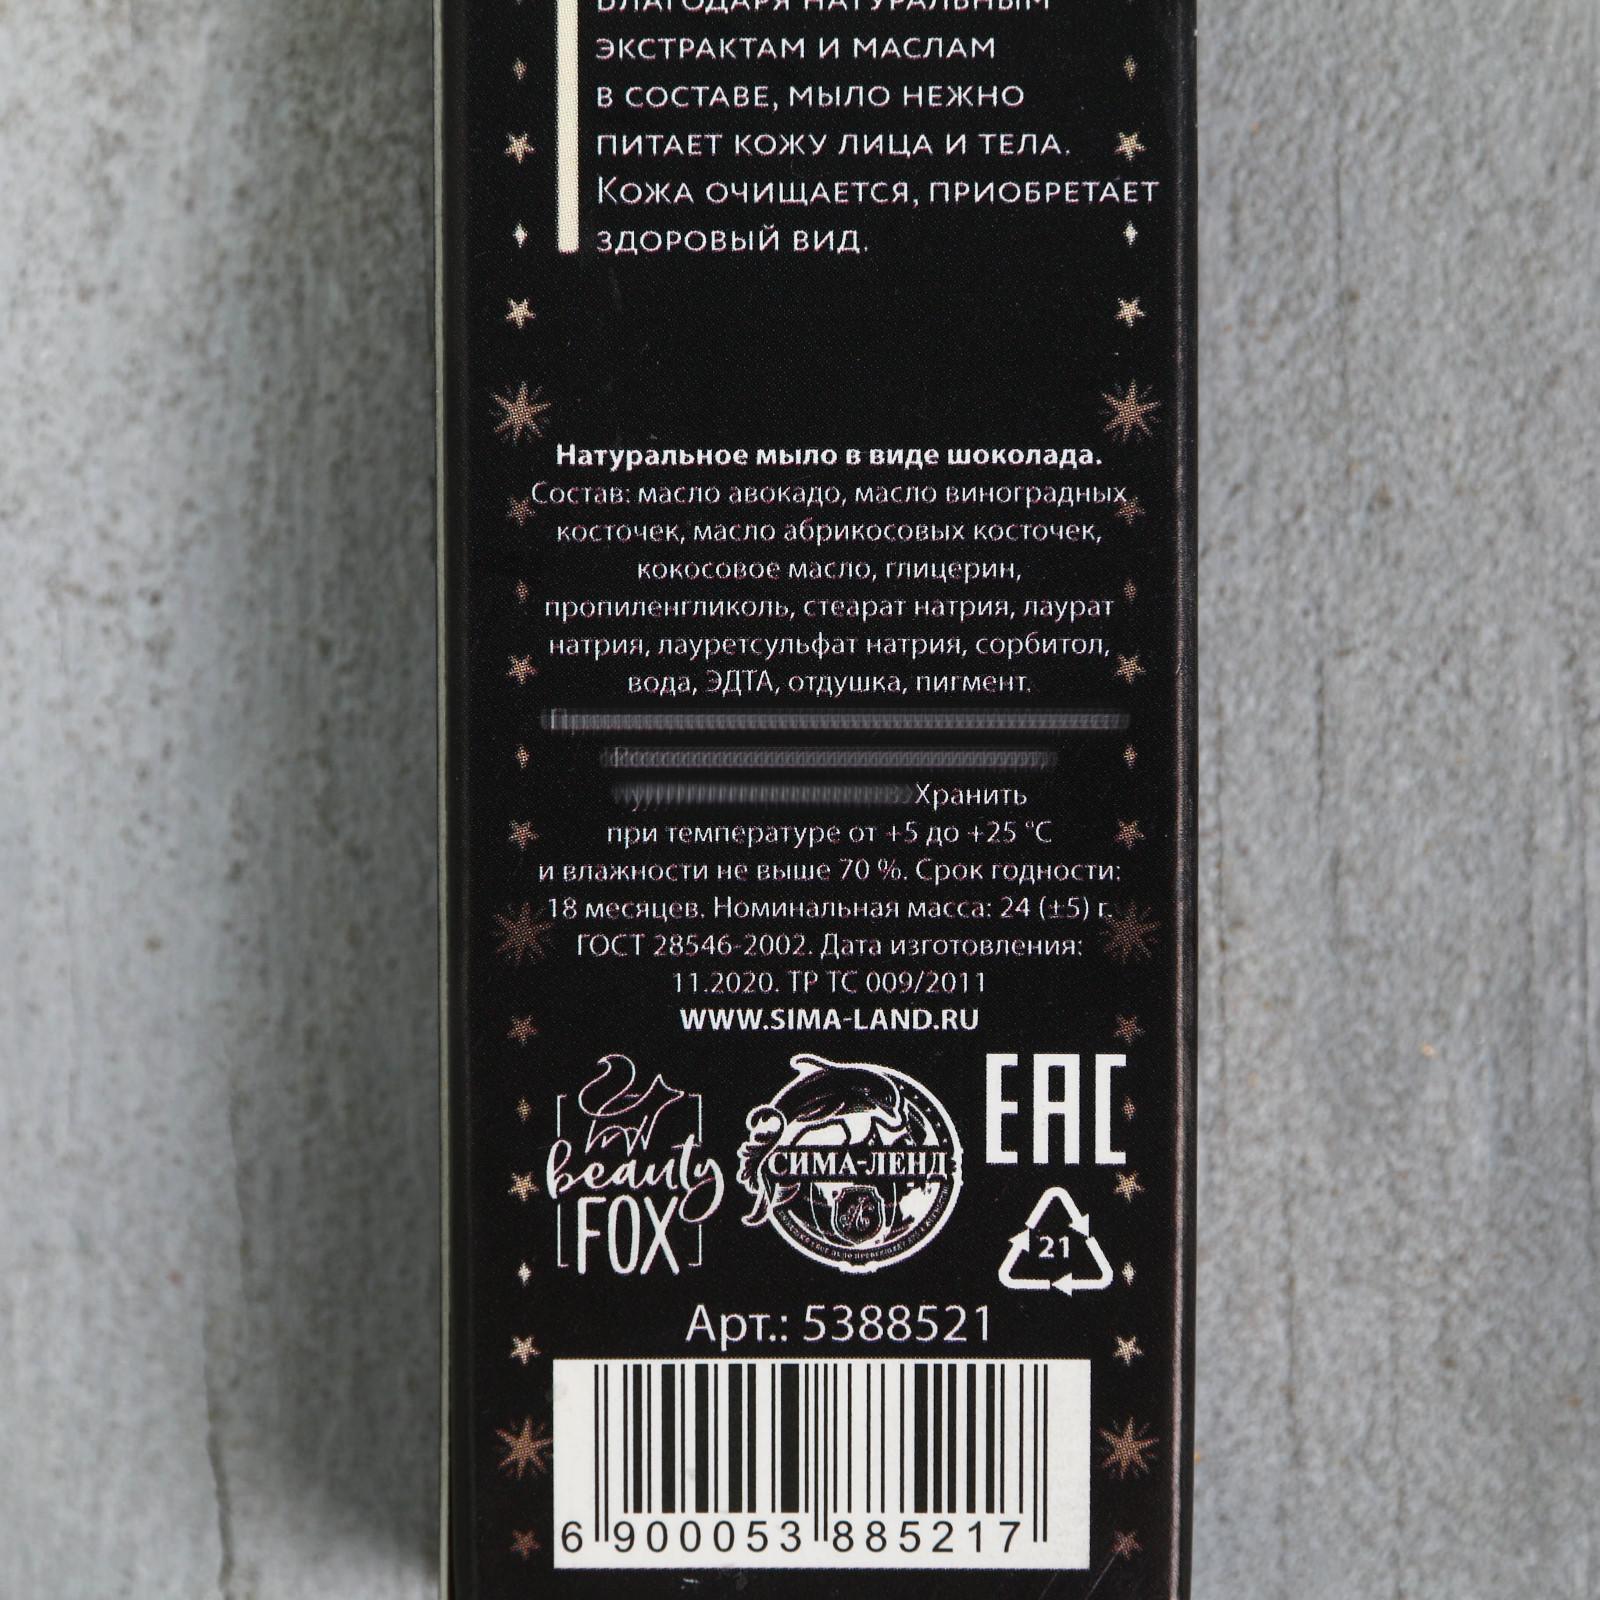 БЛАГОДАРЯ НАТУРАЛЬНЫМ
ЭКСТРАКТАМ И МАСЛАМ
В СОСТАВЕ, МЫЛО НЕЖНО
ПИТАЕТ КОЖУ ЛИЦА И ТЕЛА.
КОЖА ОЧИЩАЕТСЯ, ПРИОБРЕТАЕТ
ЗДОРОВЫЙ ВИД.
Натуральное мыло в виде шоколада.
Состав: масло авокадо, масло виноградных
косточек, масло абрикосовых косточек,
кокосовое масло, глицерин,
пропиленгликоль, стеарат натрия, лаурат
натрия, лауретсульфат натрия, сорбитол,
вода, ЭДТА, отдушка, пигмент.
Хранить
при температуре от +5 до +25 °С
и влажности не выше 70 %. Срок годности:
18 месяцев. Номинальная масса: 24 (±5) г.
ГОСТ 28546-2002. Дата изготовления:
11.2020. ТР ТС 009/2011
WWW.SIMA-LAND.RU
beauty
FOX
СИМА-ЛЕНД
EAC
21
Арт.: 5388521
6 900053 885217